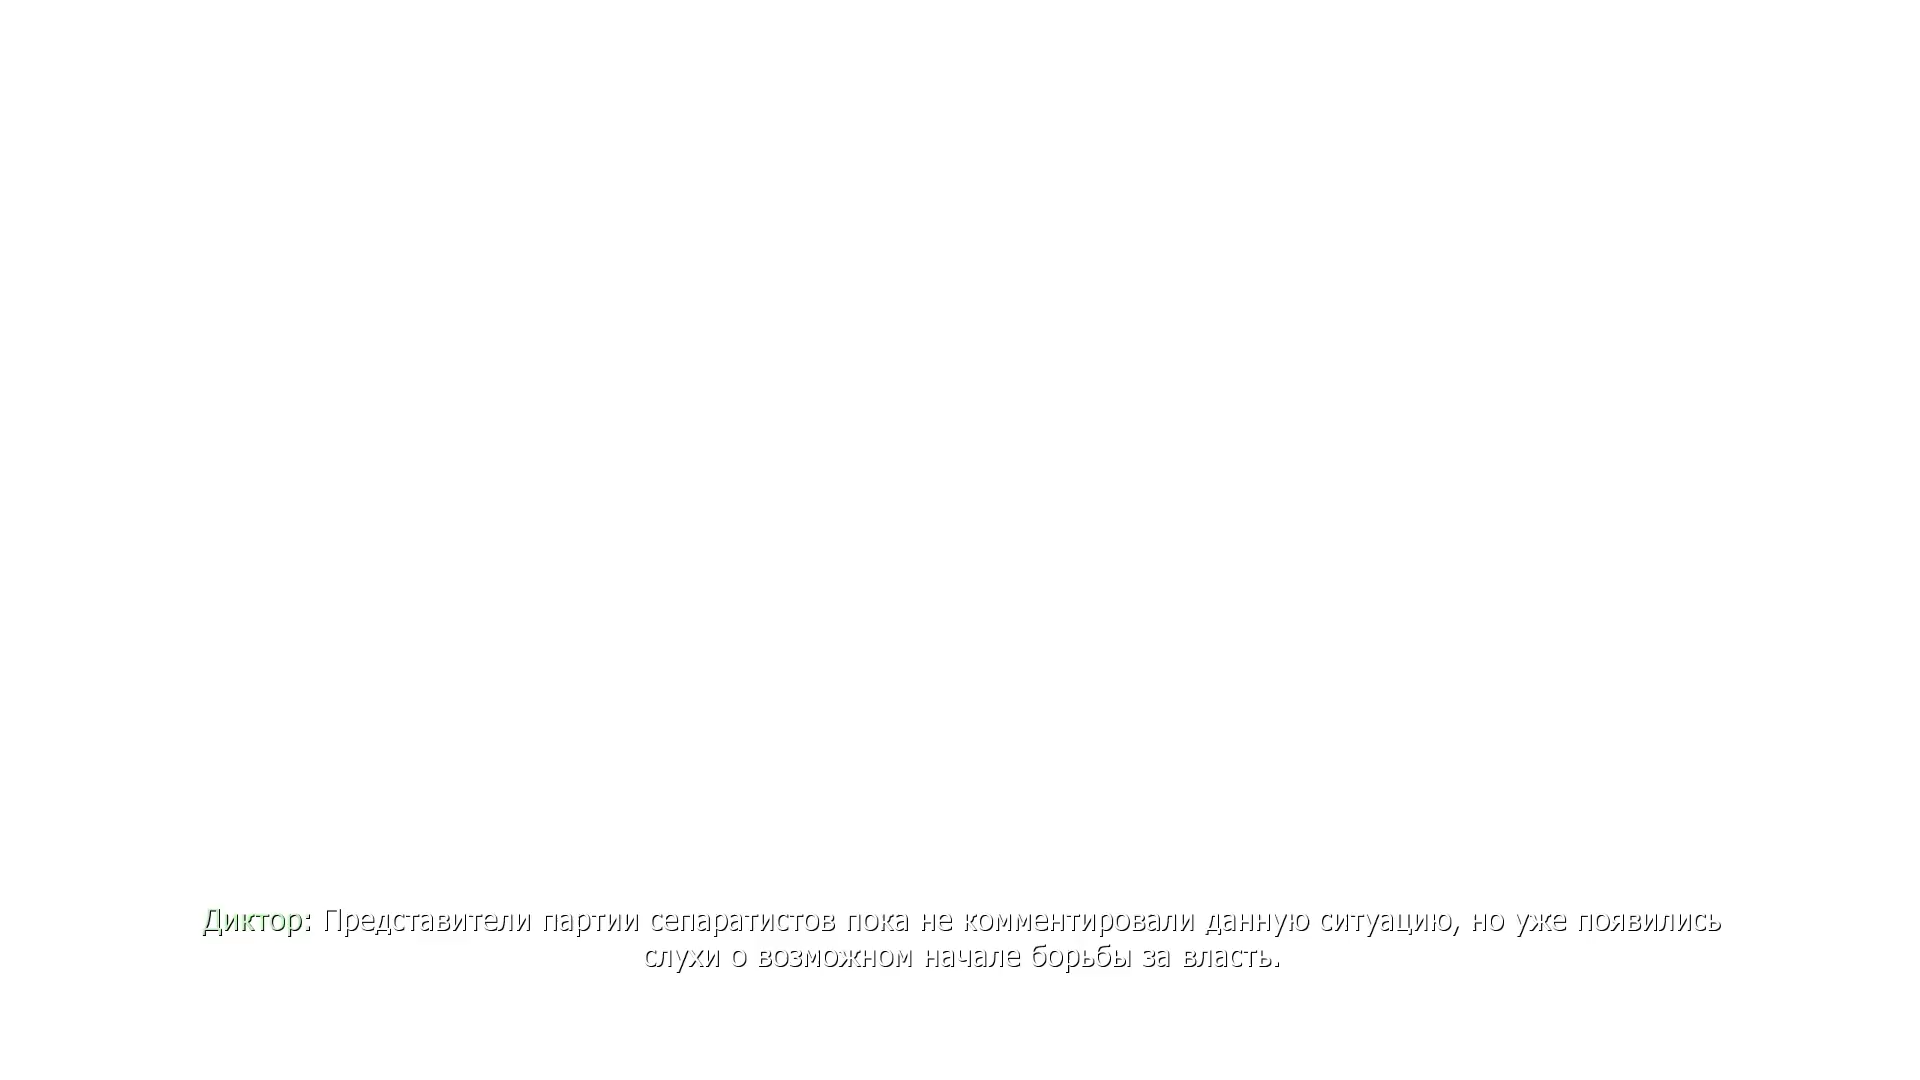 Диктор: Представители партии сепаратистов пока не комментировали данную ситуацию, но уже появились
слухи о возможном начале борьбы за власть.